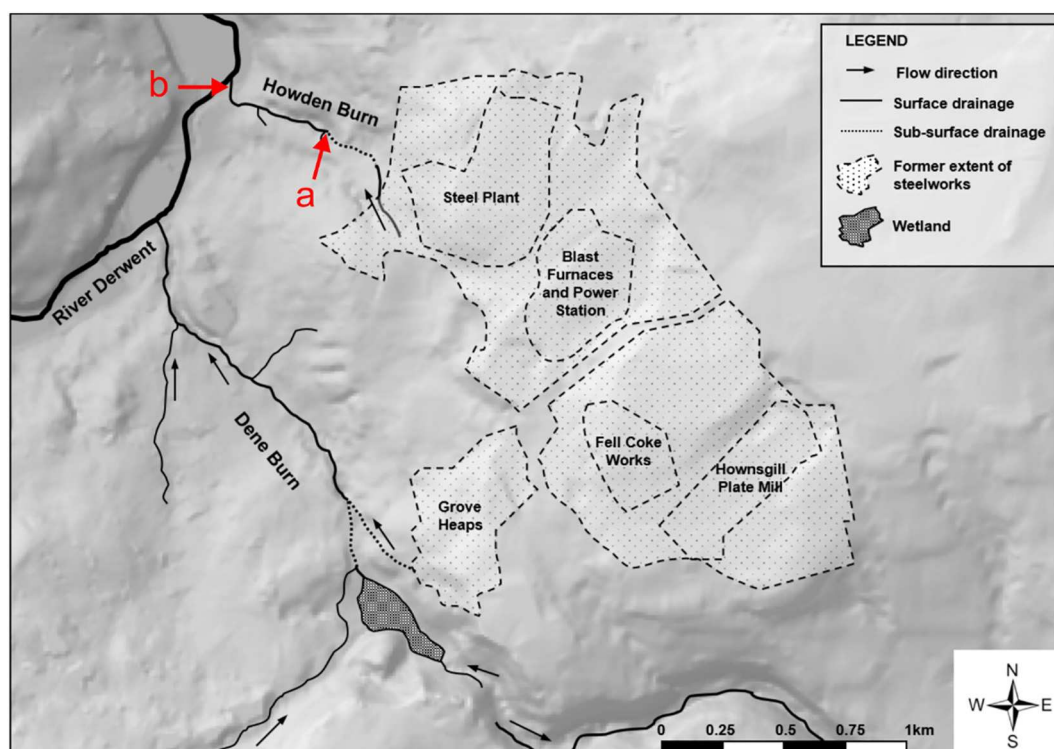 LEGEND
Flow direction
Surface drainage
Sub-surface drainage
Former extent of
steelworks
Wetland
b
Howden Burn
a
Steel Plant
Blast
Furnaces
and Power
Station
River Derwent
Dene Burn
Fell Coke
Works
Hownsgill
Plate Mill
Grove
Heaps
N
W E
S
0 0.25 0.5 0.75 1km